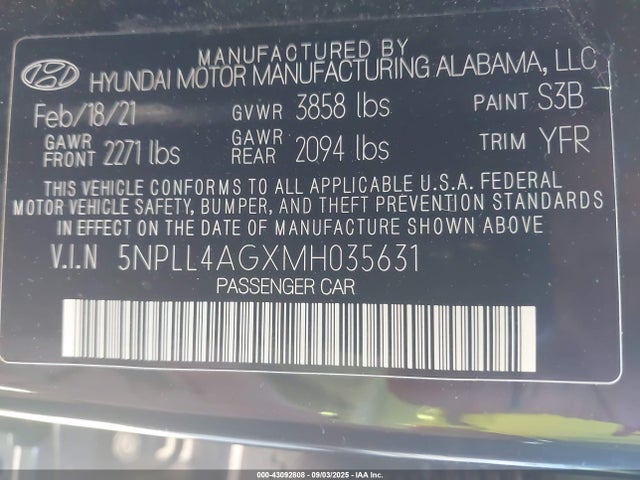 MANUFACTURED BY
HYUNDAI MOTOR MANUFACTURING ALABAMA, LLC
Feb/18/21 GVWR 3858 lbs PAINT S3B
GAWR FRONT 2271 lbs GAWR REAR 2094 lbs TRIM YFR
THIS VEHICLE CONFORMS TO ALL APPLICABLE U.S.A. FEDERAL
MOTOR VEHICLE SAFETY, BUMPER, AND THEFT PREVENTION STANDARDS
IN EFFECT ON THE DATE OF MANUFACTURE SHOWN ABOVE
V.I.N 5NPLL4AGXMH035631
PASSENGER CAR
000-43092808 - 09/03/2025 - IAA Inc.